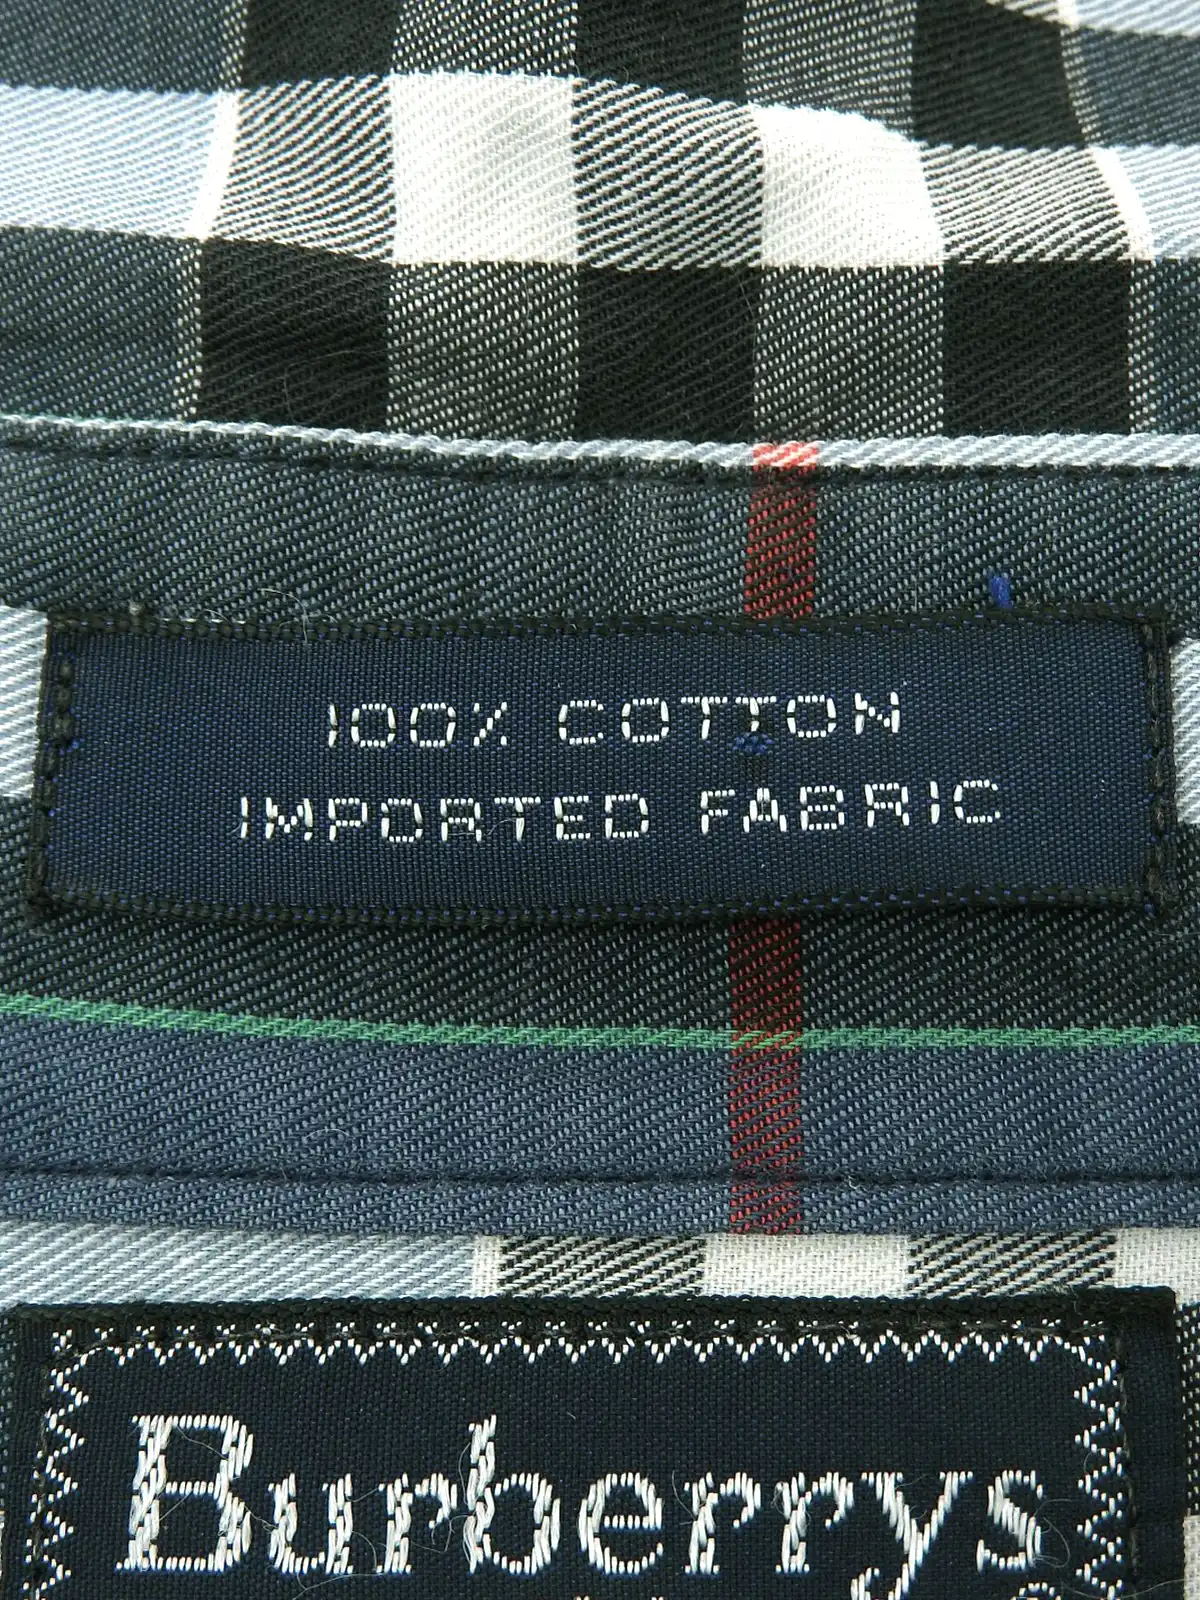 100% COTTON
IMPORTED FABRIC
Burberrys